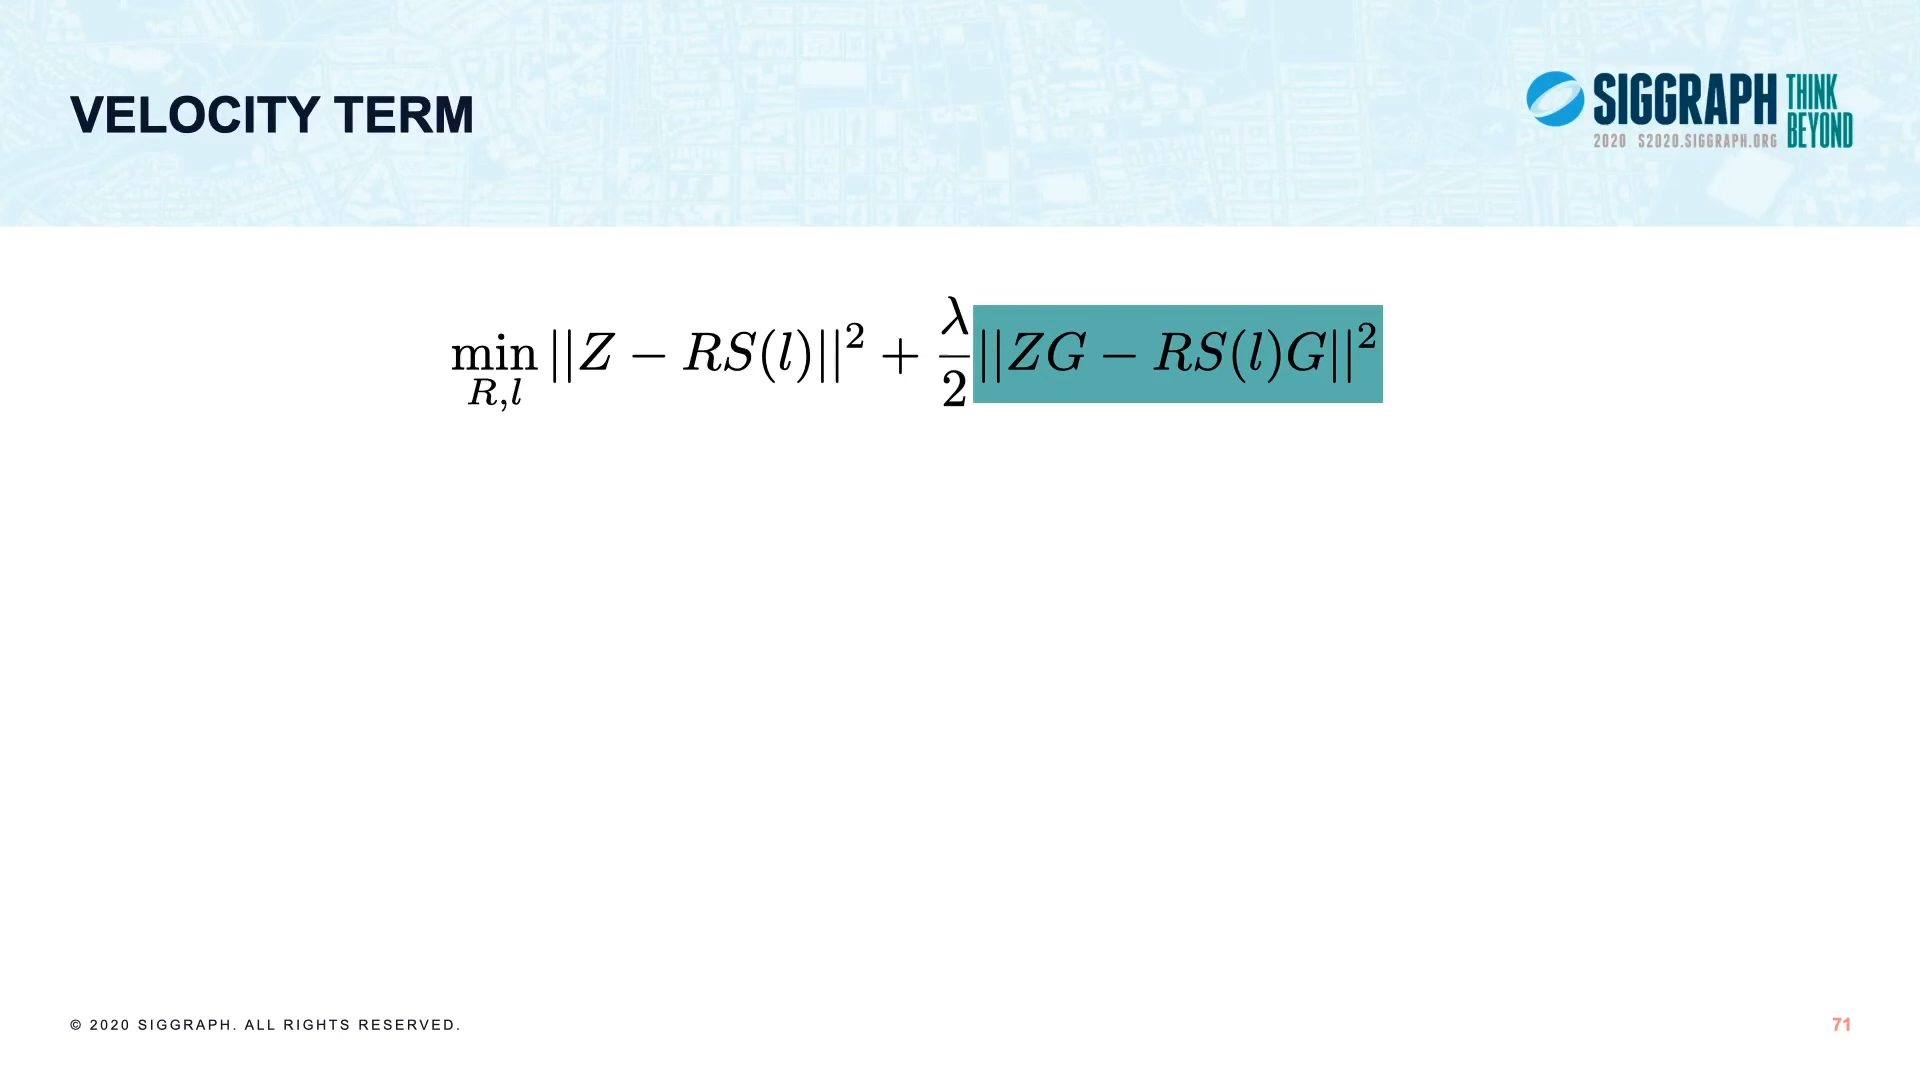 VELOCITY TERM
SIGGRAPH THINK BEYOND
2020 S2020.SIGGRAPH.ORG
min_{R,l} ||Z − RS(l)||² + λ/2 ||ZG − RS(l)G||²
© 2020 SIGGRAPH. ALL RIGHTS RESERVED.
71